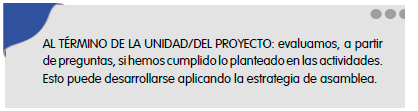 AL TÉRMINO DE LA UNIDAD/DEL PROYECTO: evaluamos, a partir
de preguntas, si hemos cumplido lo planteado en las actividades.
Esto puede desarrollarse aplicando la estrategia de asamblea.